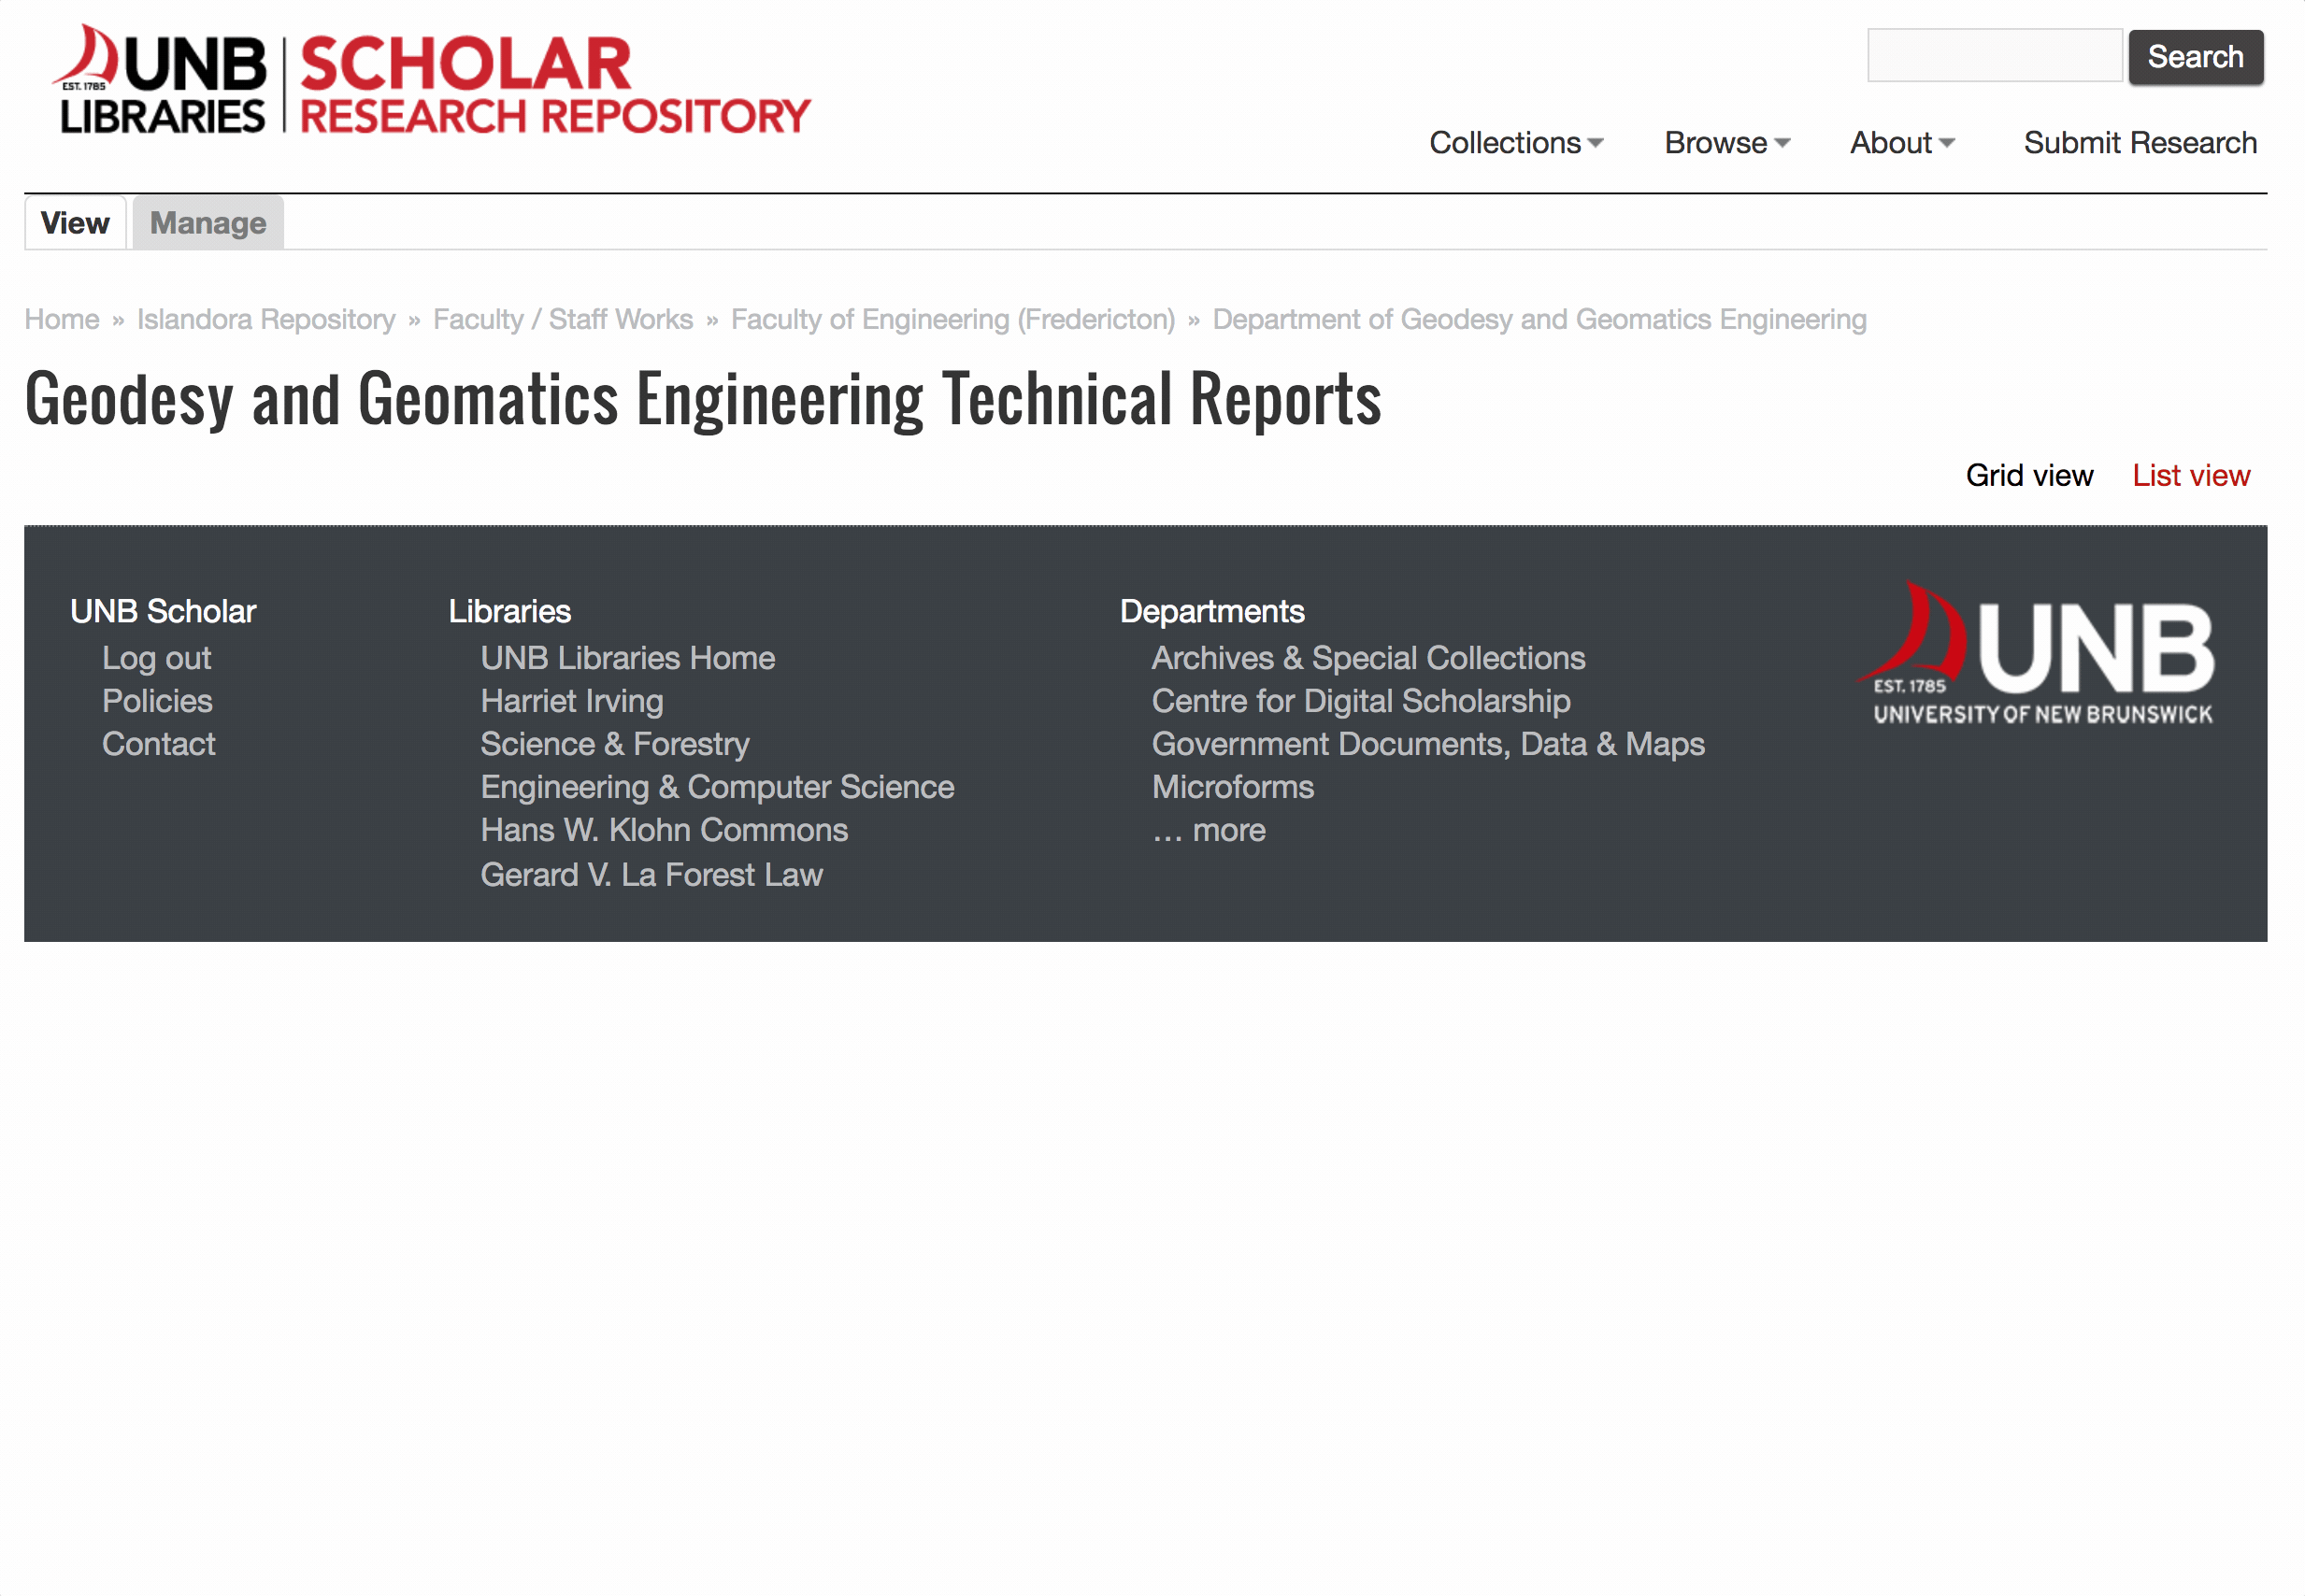 EST. 1785
UNB
LIBRARIES
SCHOLAR
RESEARCH REPOSITORY
Search
Collections
Browse
About
Submit Research
View
Manage
Home » Islandora Repository » Faculty / Staff Works » Faculty of Engineering (Fredericton) » Department of Geodesy and Geomatics Engineering
Geodesy and Geomatics Engineering Technical Reports
Grid view
List view
UNB Scholar
Log out
Policies
Contact
Libraries
UNB Libraries Home
Harriet Irving
Science & Forestry
Engineering & Computer Science
Hans W. Klohn Commons
Gerard V. La Forest Law
Departments
Archives & Special Collections
Centre for Digital Scholarship
Government Documents, Data & Maps
Microforms
… more
EST. 1785
UNB
UNIVERSITY OF NEW BRUNSWICK